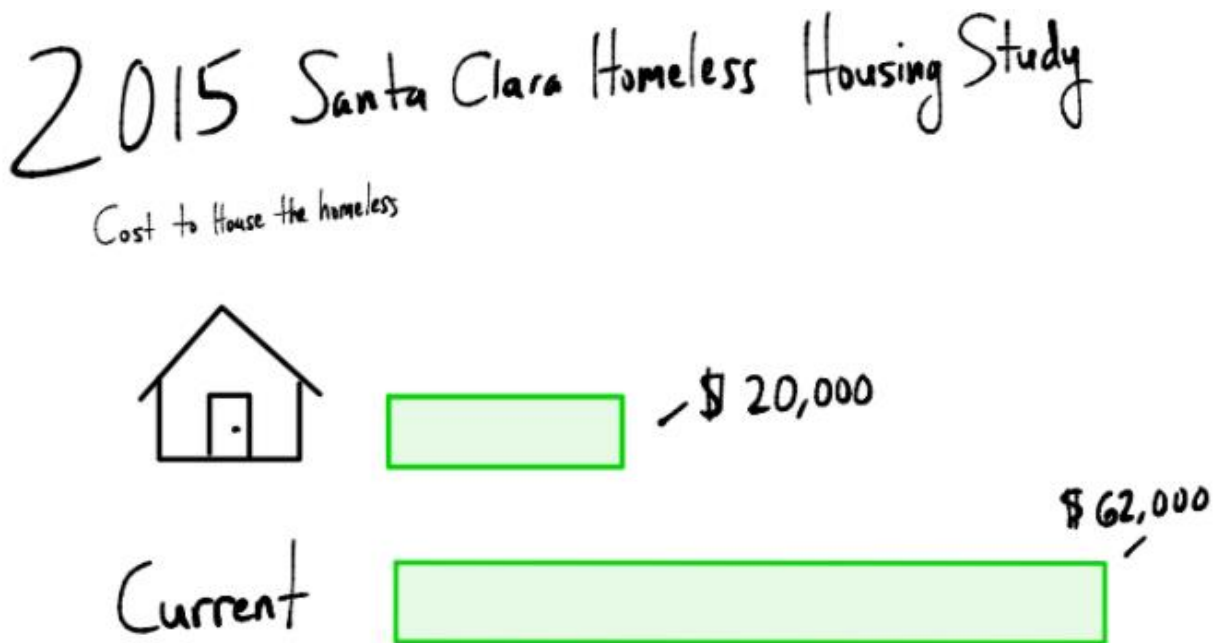 2015 Santa Clara Homeless Housing Study
Cost to House the homeless
$ 20,000
$ 62,000
Current